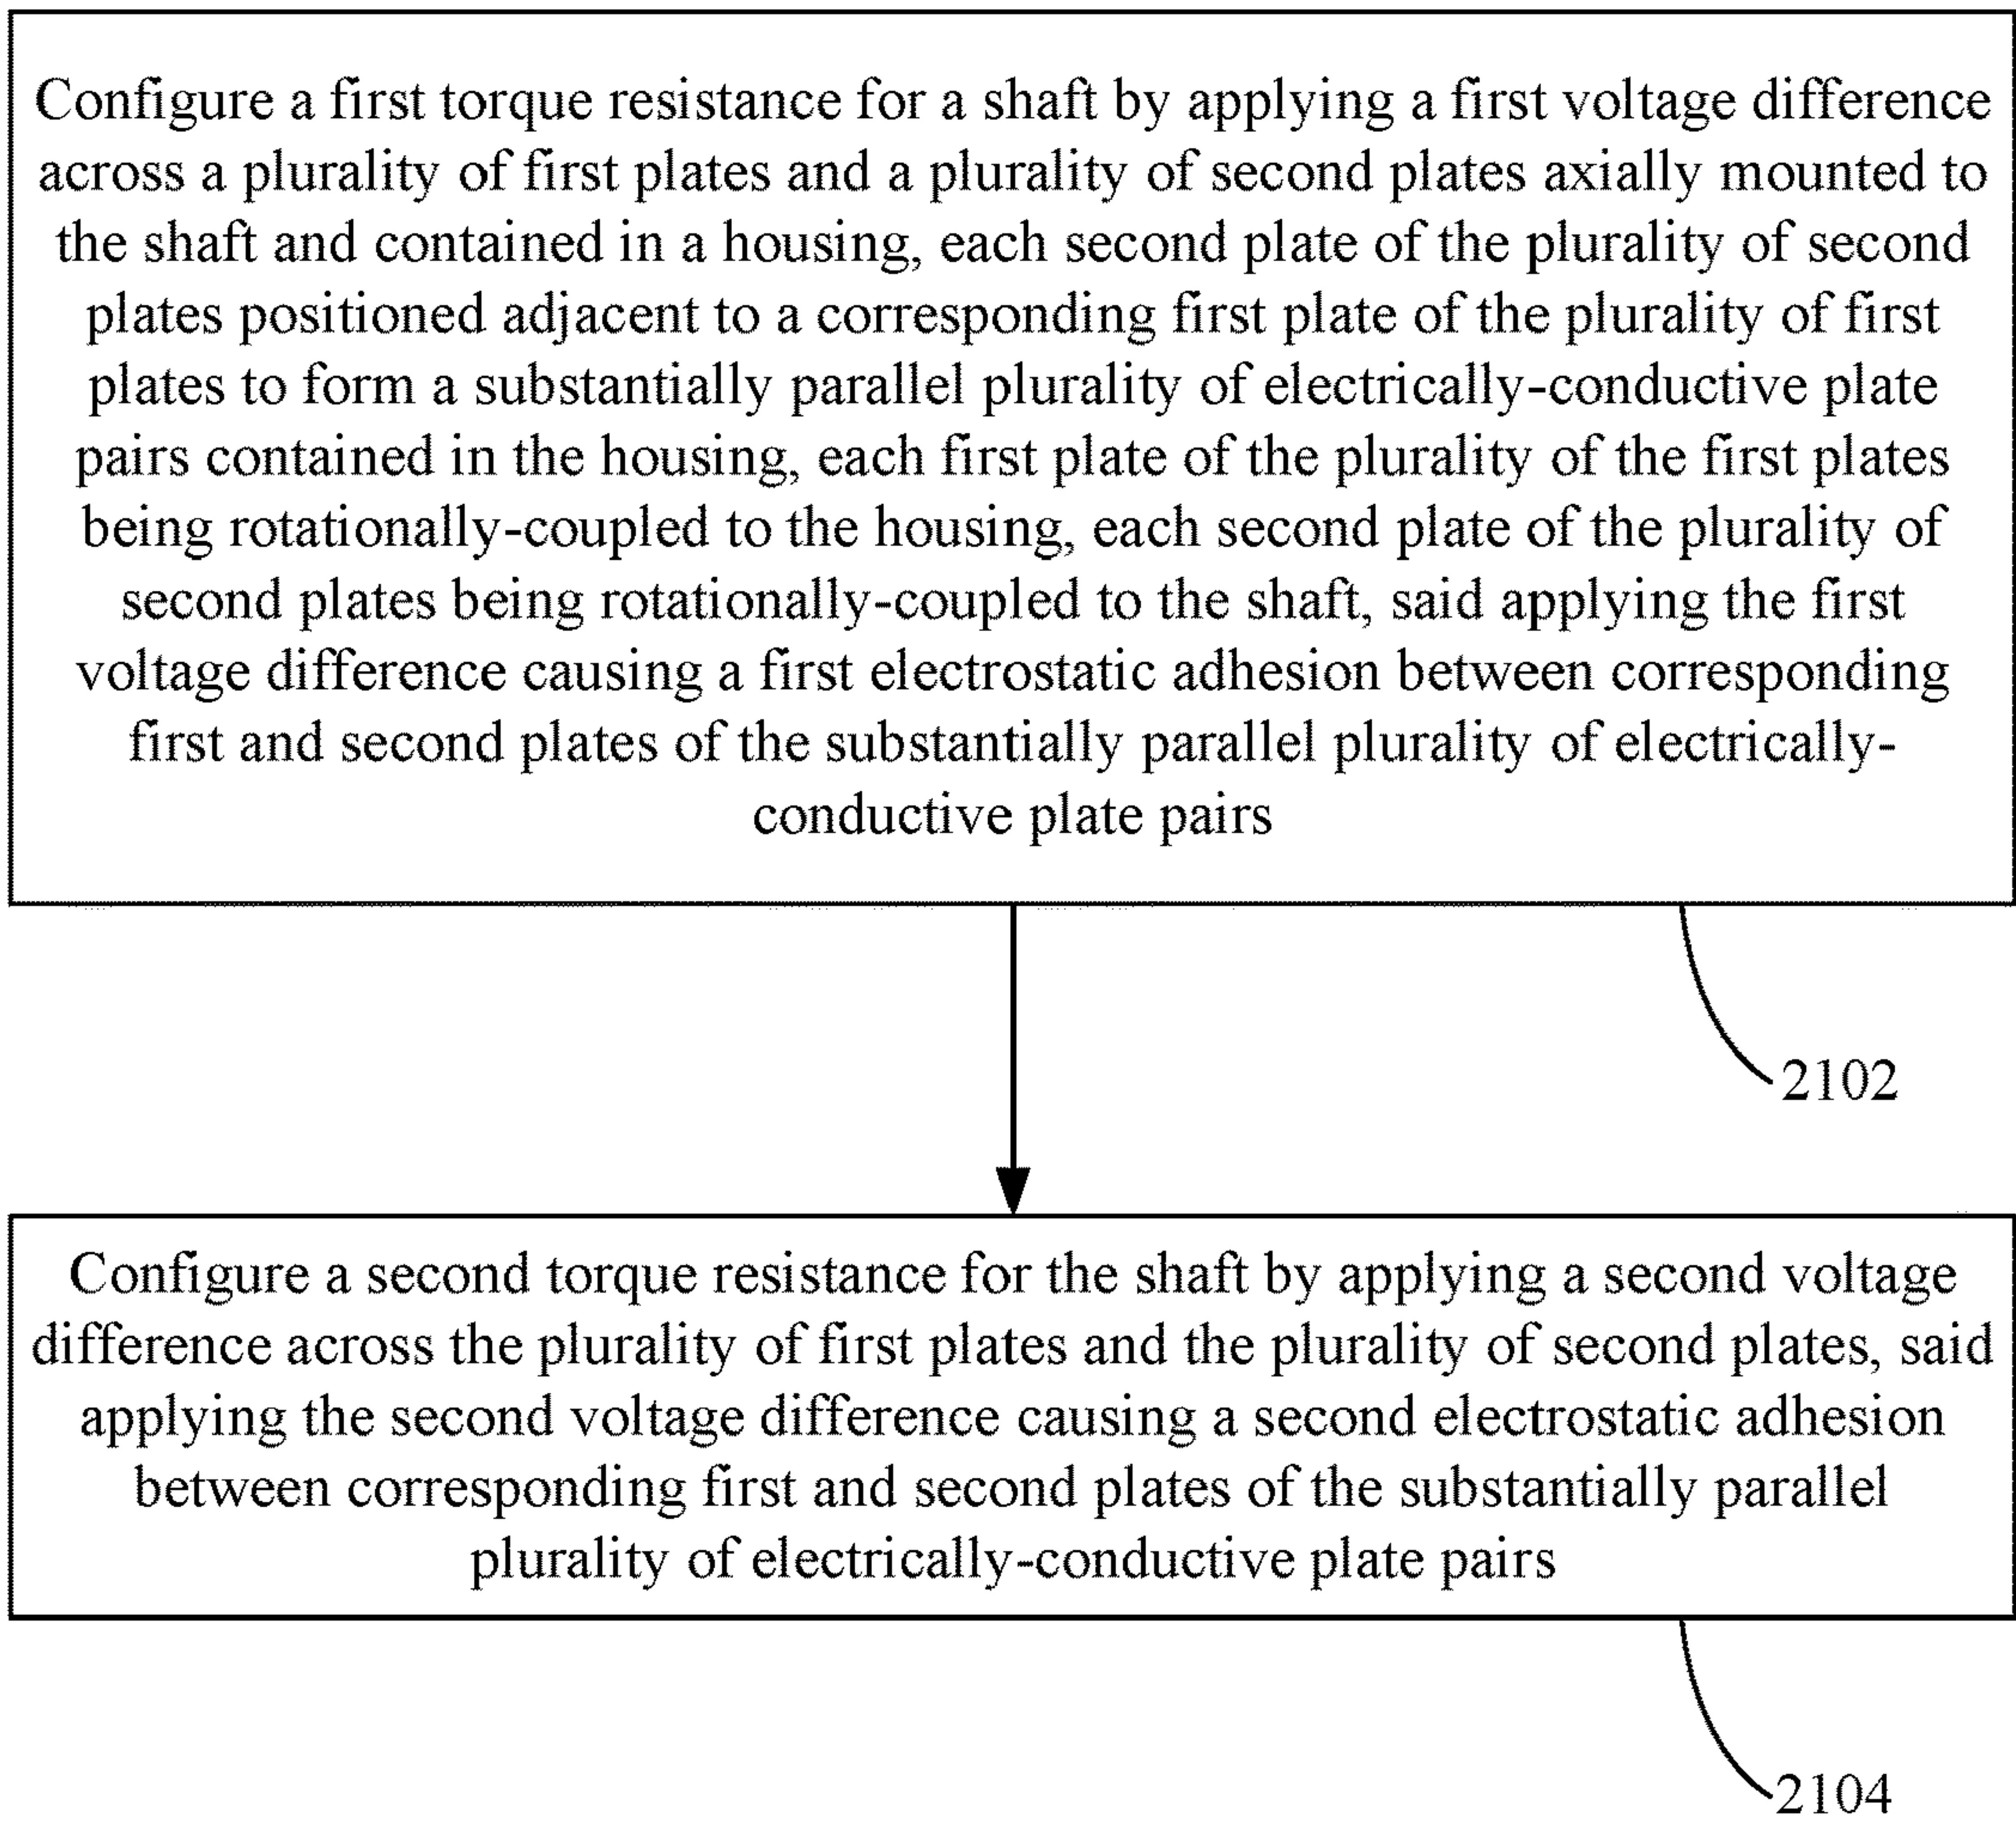 Configure a first torque resistance for a shaft by applying a first voltage difference
across a plurality of first plates and a plurality of second plates axially mounted to
the shaft and contained in a housing, each second plate of the plurality of second
plates positioned adjacent to a corresponding first plate of the plurality of first
plates to form a substantially parallel plurality of electrically-conductive plate
pairs contained in the housing, each first plate of the plurality of the first plates
being rotationally-coupled to the housing, each second plate of the plurality of
second plates being rotationally-coupled to the shaft, said applying the first
voltage difference causing a first electrostatic adhesion between corresponding
first and second plates of the substantially parallel plurality of electrically-
conductive plate pairs
2102
Configure a second torque resistance for the shaft by applying a second voltage
difference across the plurality of first plates and the plurality of second plates, said
applying the second voltage difference causing a second electrostatic adhesion
between corresponding first and second plates of the substantially parallel
plurality of electrically-conductive plate pairs
2104